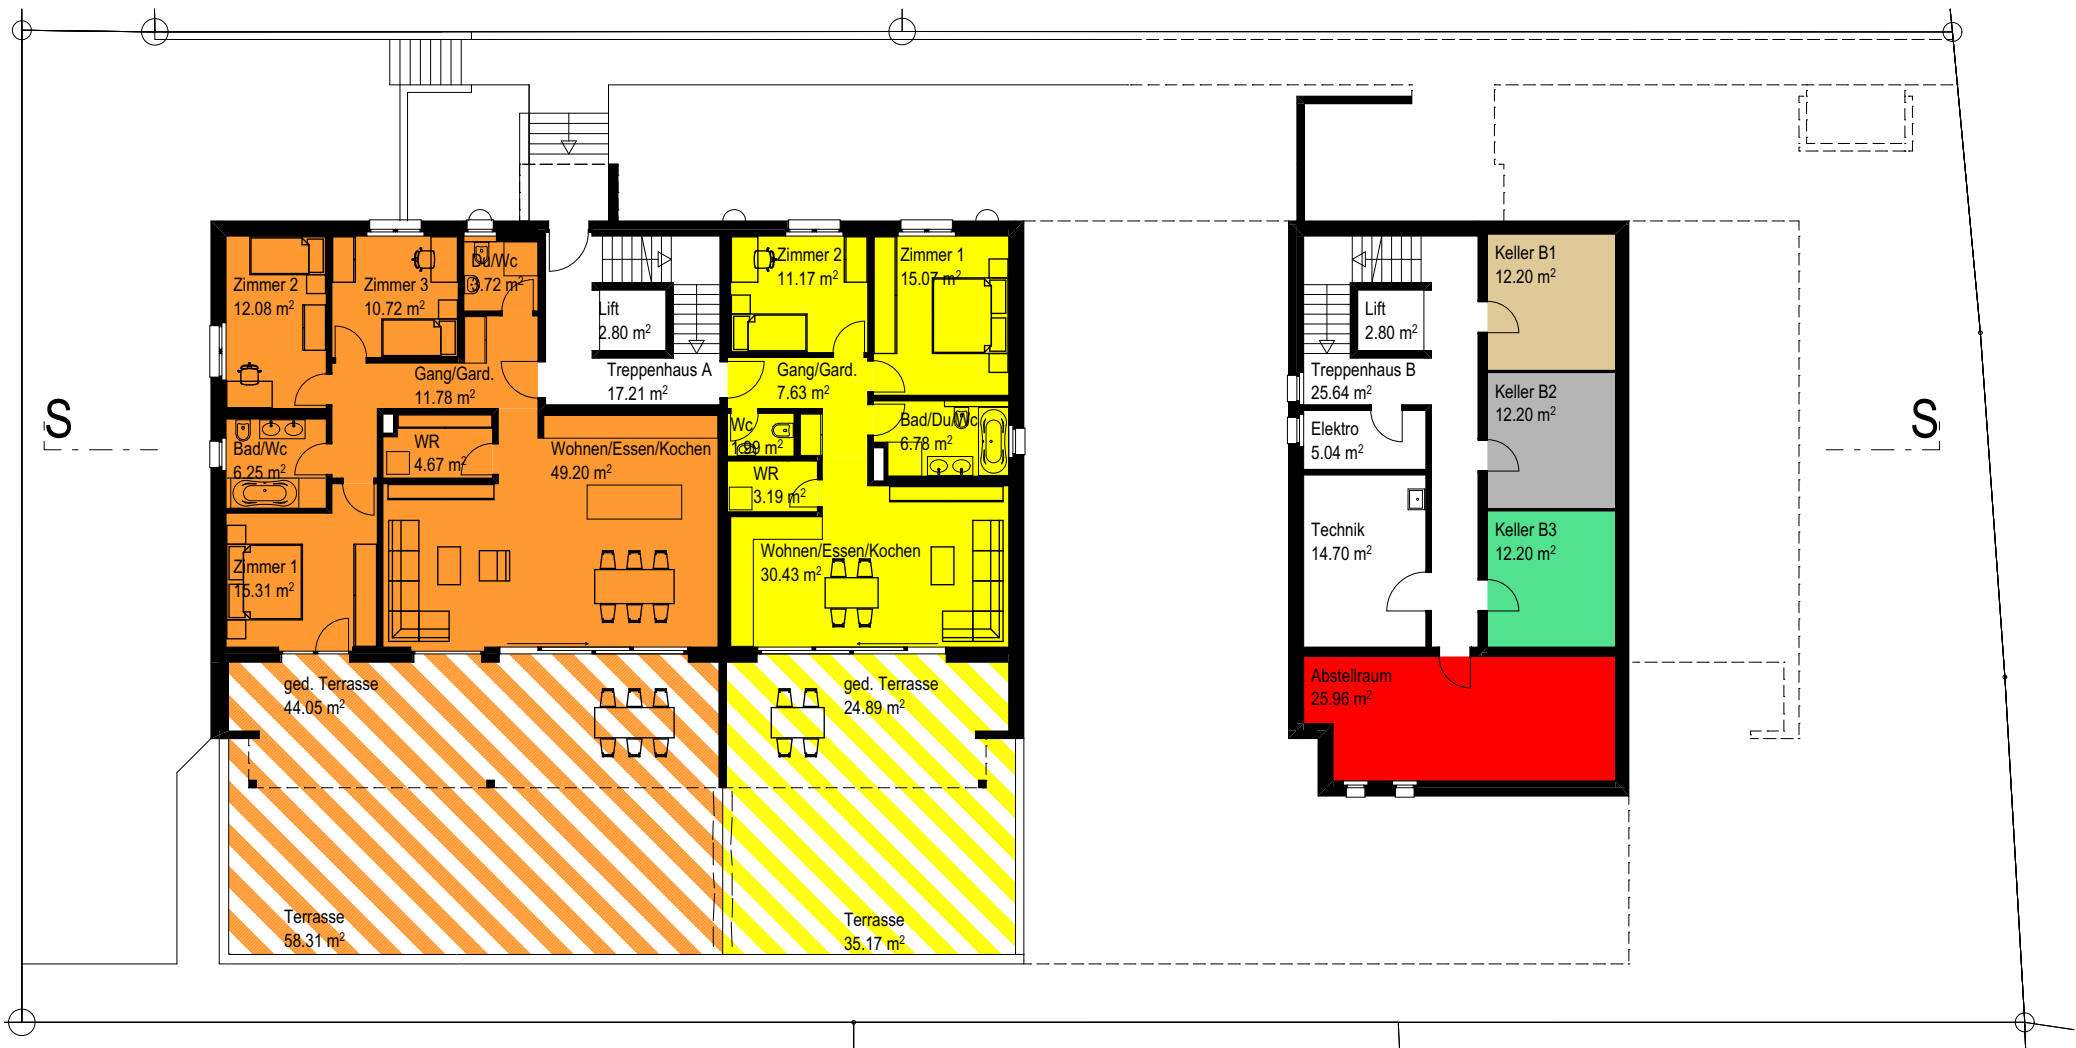 Zimmer 2
12.08 m²
Zimmer 3
10.72 m²
Du/Wc
3.72 m²
Lift
2.80 m²
Zimmer 2
11.17 m²
Zimmer 1
15.07 m²
Gang/Gard.
11.78 m²
Treppenhaus A
17.21 m²
Gang/Gard.
7.63 m²
S
Bad/Wc
6.25 m²
WR
4.67 m²
Wohnen/Essen/Kochen
49.20 m²
Wc
1.99 m²
Bad/Du/Wc
6.78 m²
WR
3.19 m²
Zimmer 1
15.31 m²
Wohnen/Essen/Kochen
30.43 m²
ged. Terrasse
44.05 m²
ged. Terrasse
24.89 m²
Terrasse
58.31 m²
Terrasse
35.17 m²
Keller B1
12.20 m²
Lift
2.80 m²
Treppenhaus B
25.64 m²
Keller B2
12.20 m²
Elektro
5.04 m²
Technik
14.70 m²
Keller B3
12.20 m²
Abstellraum
25.96 m²
S